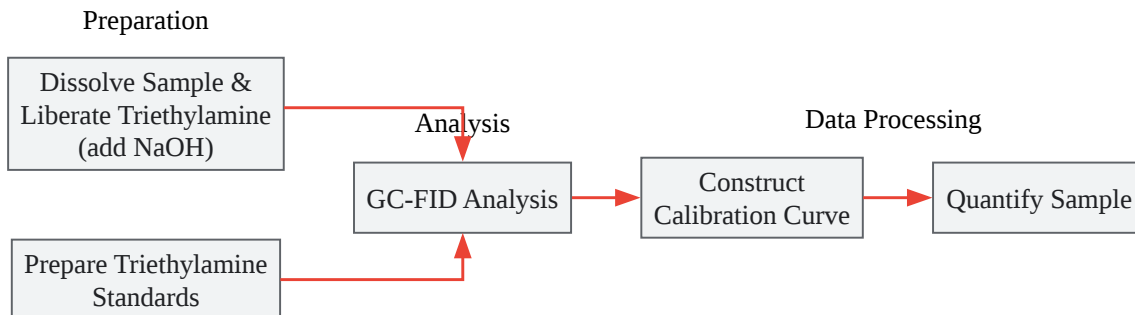 Preparation
Dissolve Sample &
Liberate Triethylamine
(add NaOH)
Analysis
Data Processing
GC-FID Analysis
Construct
Calibration Curve
Quantify Sample
Prepare Triethylamine
Standards